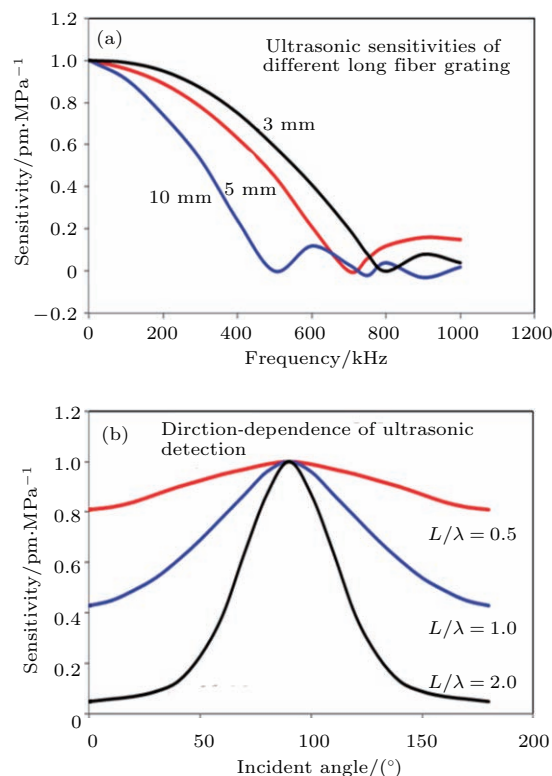 (a)
Ultrasonic sensitivities of
different long fiber grating
3 mm
10 mm
5 mm
Sensitivity/pm·MPa⁻¹
1.2
1.0
0.8
0.6
0.4
0.2
0
−0.2
0 200 400 600 800 1000 1200
Frequency/kHz
(b)
Dirction-dependence of ultrasonic
detection
L/λ = 0.5
L/λ = 1.0
L/λ = 2.0
Sensitivity/pm·MPa⁻¹
1.2
1.0
0.8
0.6
0.4
0.2
0
0 50 100 150 200
Incident angle/(°)